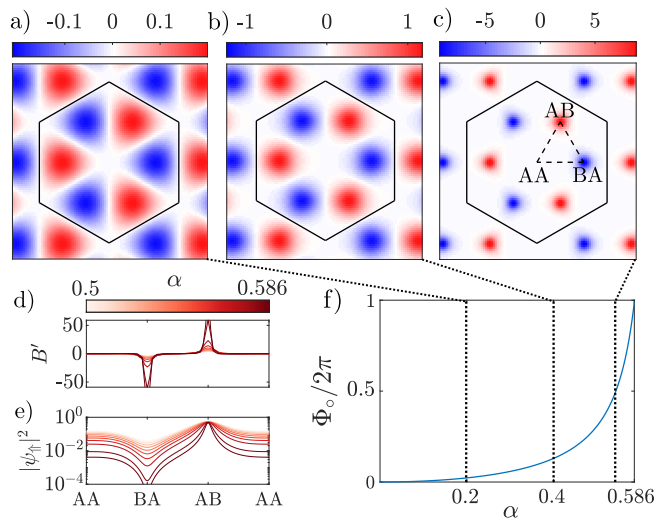 a)
-0.1 0 0.1
b)
-1 0 1
c)
-5 0 5
AB
AA
BA
d)
0.5 α 0.586
50
0
-50
B′
e)
10⁰
10⁻²
10⁻⁴
|ψ⇑|²
AA BA AB AA
f)
1
0.5
0
Φ○/2π
0.2 0.4 0.586
α